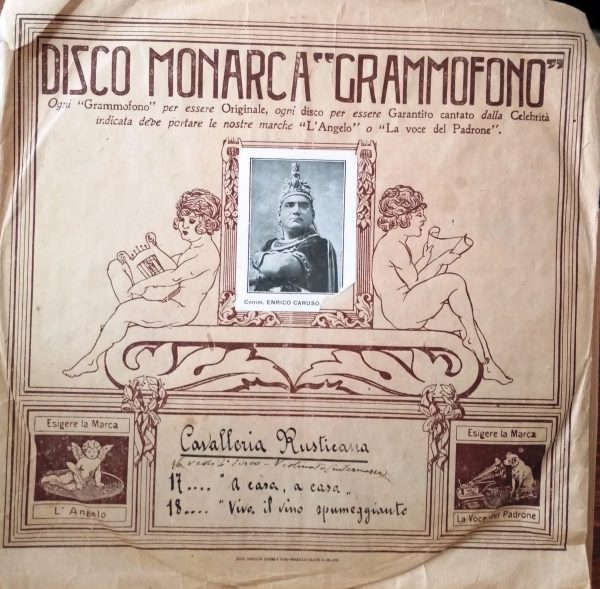 DISCO MONARCA "GRAMMOFONO"
Ogni "Grammofono" per essere Originale, ogni disco per essere Garantito cantato dalla Celebrità
indicata deve portare le nostre marche "L'Angelo" o "La voce del Padrone".
Comm. ENRICO CARUSO
Esigere la Marca
L' Angelo
Cavalleria Rusticana
16
17.... "A casa, a casa"
18.... "Viva il vino spumeggiante
Esigere la Marca
La Voce del Padrone